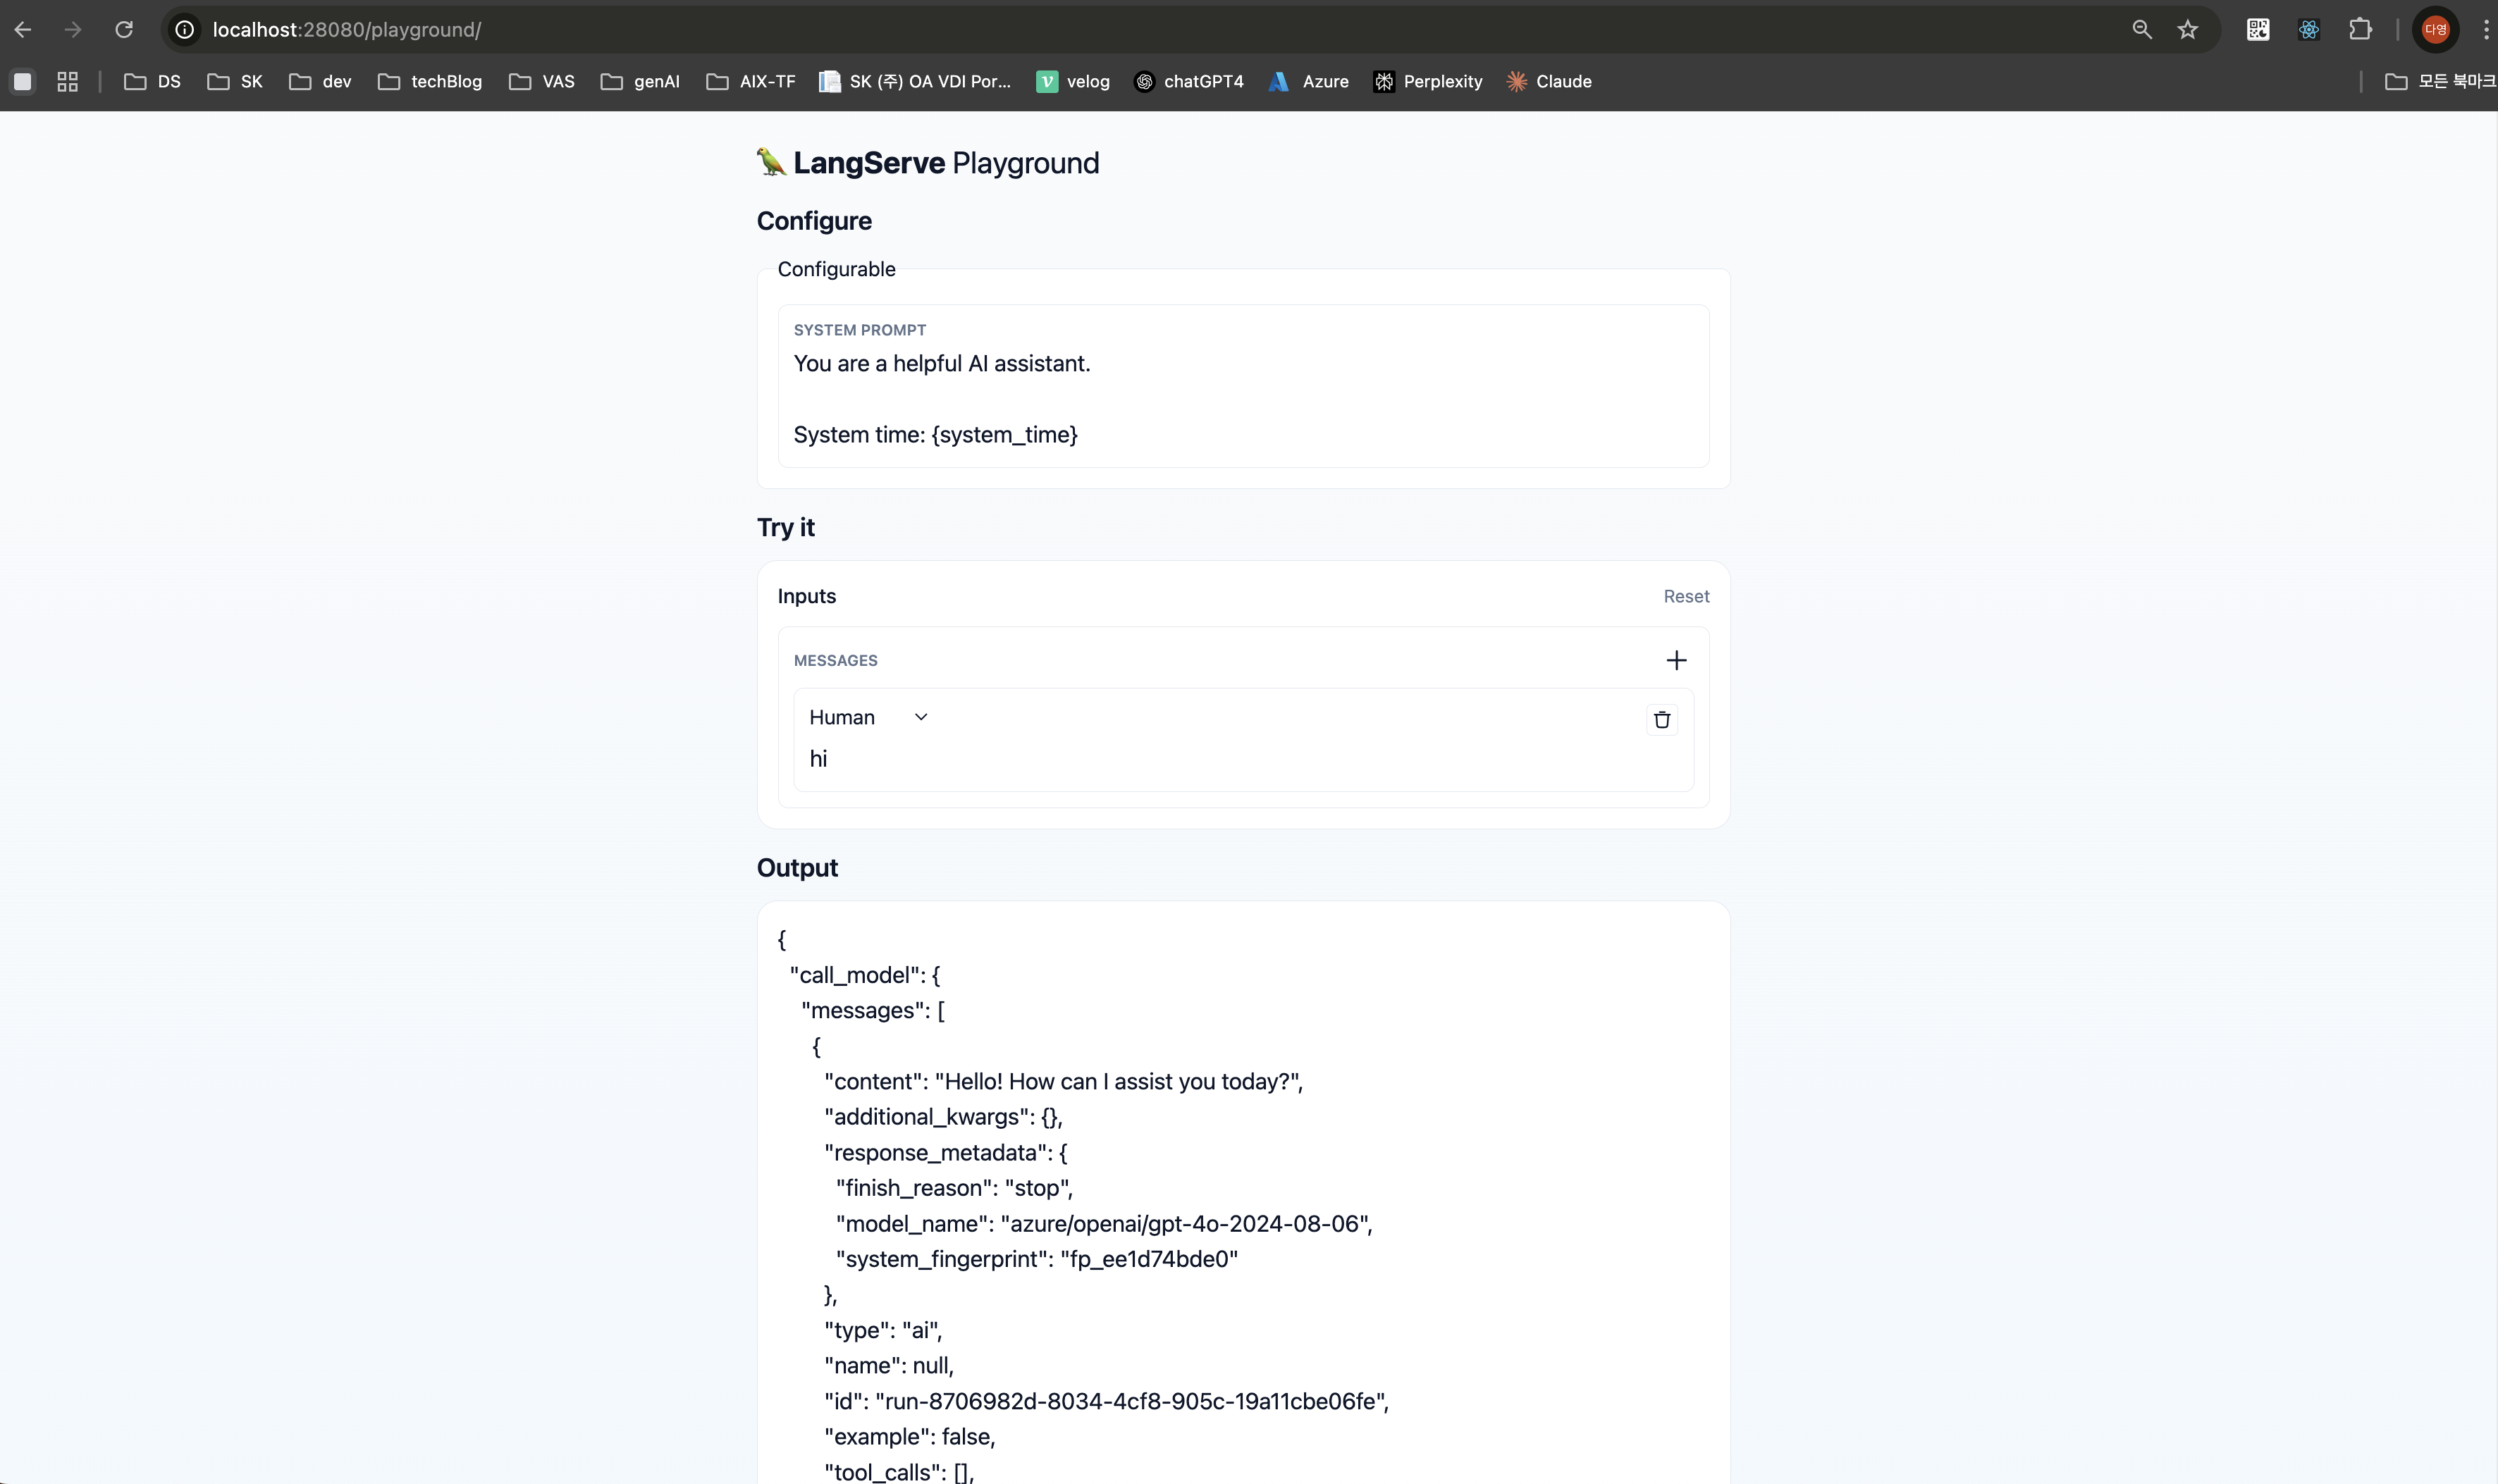 localhost:28080/playground/
다영
DS SK dev techBlog VAS genAI AIX-TF SK (주) OA VDI Por... velog chatGPT4 Azure Perplexity Claude 모든 북마크
LangServe Playground
Configure
Configurable
SYSTEM PROMPT
You are a helpful AI assistant.
System time: {system_time}
Try it
Inputs
Reset
MESSAGES
Human
hi
Output
{
"call_model": {
"messages": [
{
"content": "Hello! How can I assist you today?",
"additional_kwargs": {},
"response_metadata": {
"finish_reason": "stop",
"model_name": "azure/openai/gpt-4o-2024-08-06",
"system_fingerprint": "fp_ee1d74bde0"
},
"type": "ai",
"name": null,
"id": "run-8706982d-8034-4cf8-905c-19a11cbe06fe",
"example": false,
"tool_calls": [],